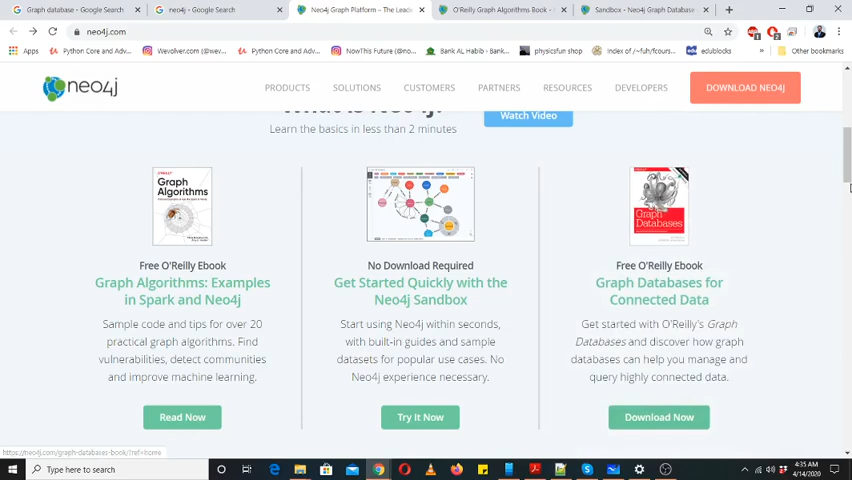 Graph database - Google Search
neo4j - Google Search
Neo4j Graph Platform – The Leade
O'Reilly Graph Algorithms Book -
Sandbox - Neo4j Graph Database
neo4j.com
Apps
Python Core and Adv...
Wevolver.com (@wev...
Python Core and Adv...
NowThis Future (@no...
Bank AL Habib - Bank...
physicsfun shop
Index of /~fuh/fcours...
edublocks
»
Other bookmarks
neo4j
PRODUCTS
SOLUTIONS
CUSTOMERS
PARTNERS
RESOURCES
DEVELOPERS
DOWNLOAD NEO4J
What is Neo4j?
Watch Video
Learn the basics in less than 2 minutes
O'REILLY
Graph
Algorithms
Graph
Databases
Free O'Reilly Ebook
Graph Algorithms: Examples
in Spark and Neo4j
Sample code and tips for over 20
practical graph algorithms. Find
vulnerabilities, detect communities
and improve machine learning.
Read Now
No Download Required
Get Started Quickly with the
Neo4j Sandbox
Start using Neo4j within seconds,
with built-in guides and sample
datasets for popular use cases. No
Neo4j experience necessary.
Try It Now
Free O'Reilly Ebook
Graph Databases for
Connected Data
Get started with O'Reilly's Graph
Databases and discover how graph
databases can help you manage and
query highly connected data.
Download Now
https://neo4j.com/graph-databases-book/?ref=home
Type here to search
4:35 AM
4/14/2020